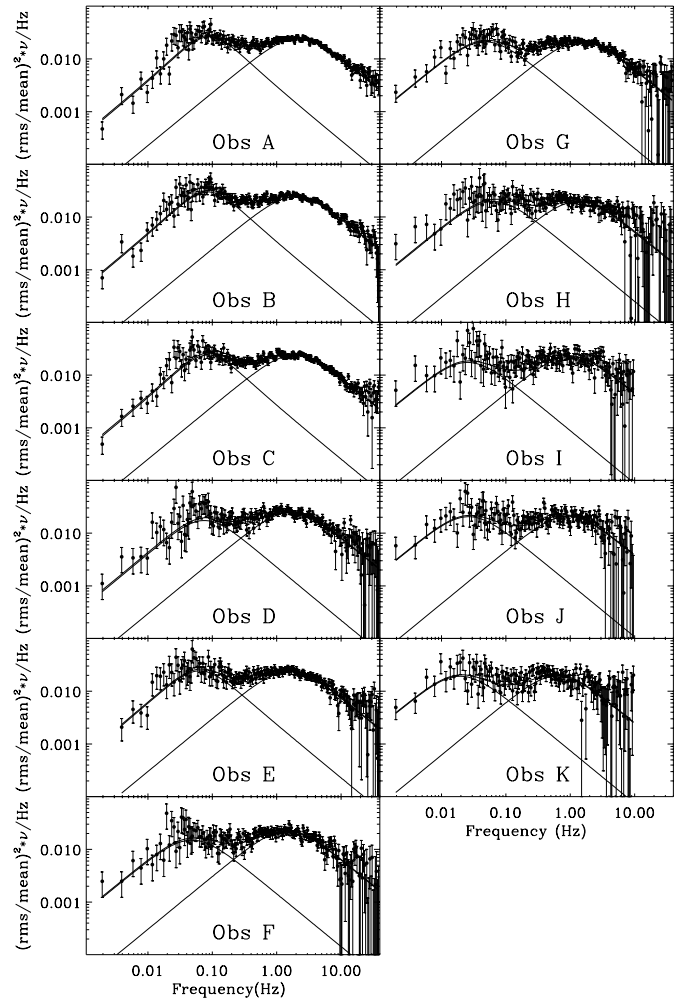 (rms/mean)²*ν/Hz
0.010
0.001
Obs A
Obs G
(rms/mean)²*ν/Hz
0.010
0.001
Obs B
Obs H
(rms/mean)²*ν/Hz
0.010
0.001
Obs C
Obs I
(rms/mean)²*ν/Hz
0.010
0.001
Obs D
Obs J
(rms/mean)²*ν/Hz
0.010
0.001
Obs E
Obs K
0.01 0.10 1.00 10.00
Frequency (Hz)
(rms/mean)²*ν/Hz
0.010
0.001
Obs F
0.01 0.10 1.00 10.00
Frequency(Hz)